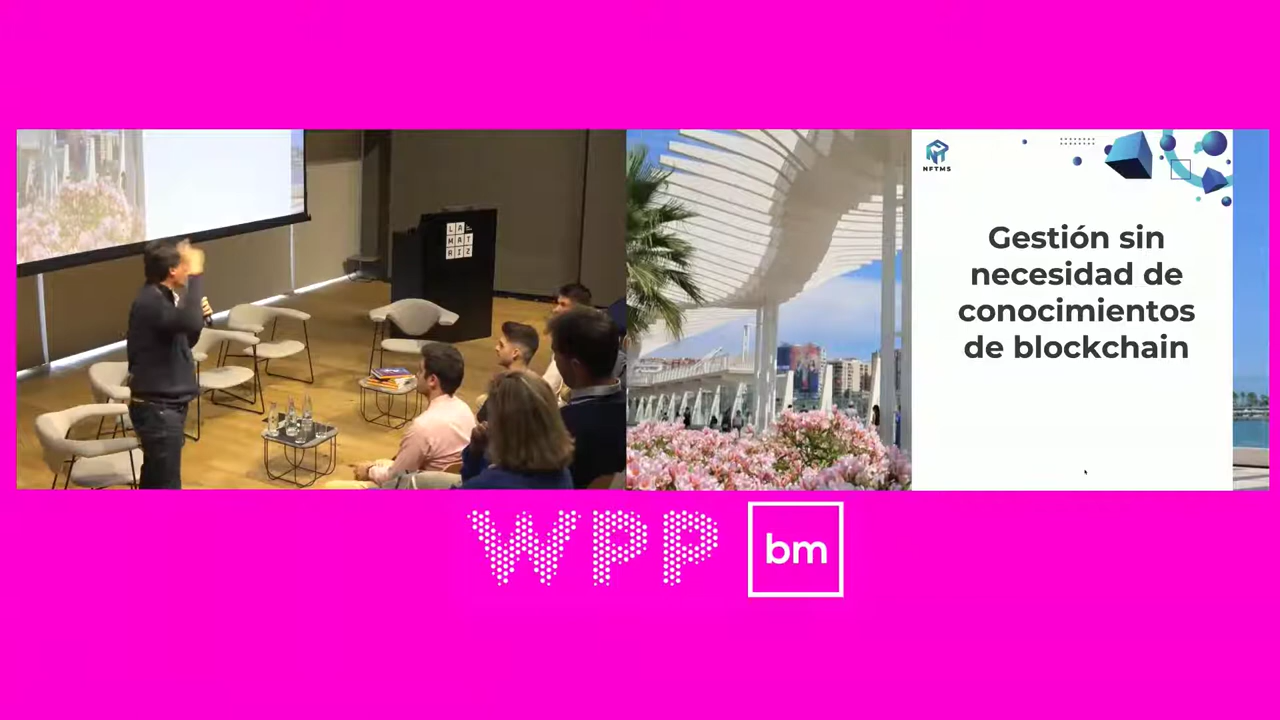 LA
MAT
RIZ
NFTMS
Gestión sin
necesidad de
conocimientos
de blockchain
WPP
bm